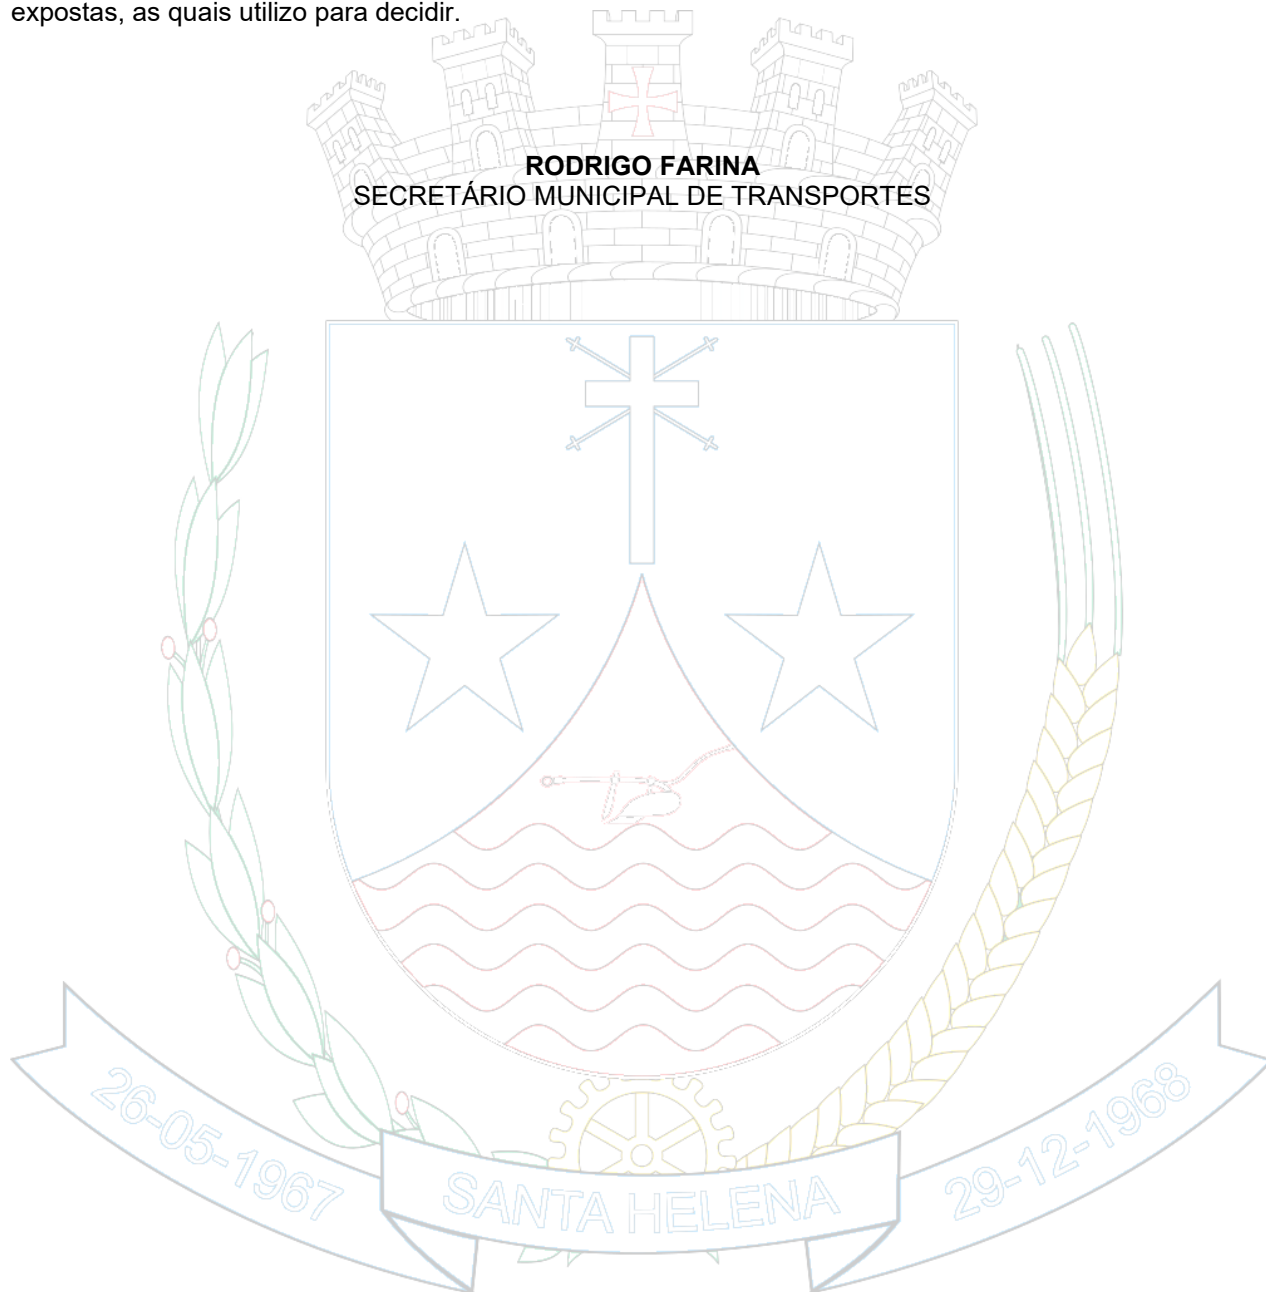 expostas, as quais utilizo para decidir.
RODRIGO FARINA
SECRETÁRIO MUNICIPAL DE TRANSPORTES
26-05-1967
SANTA HELENA
29-12-1968